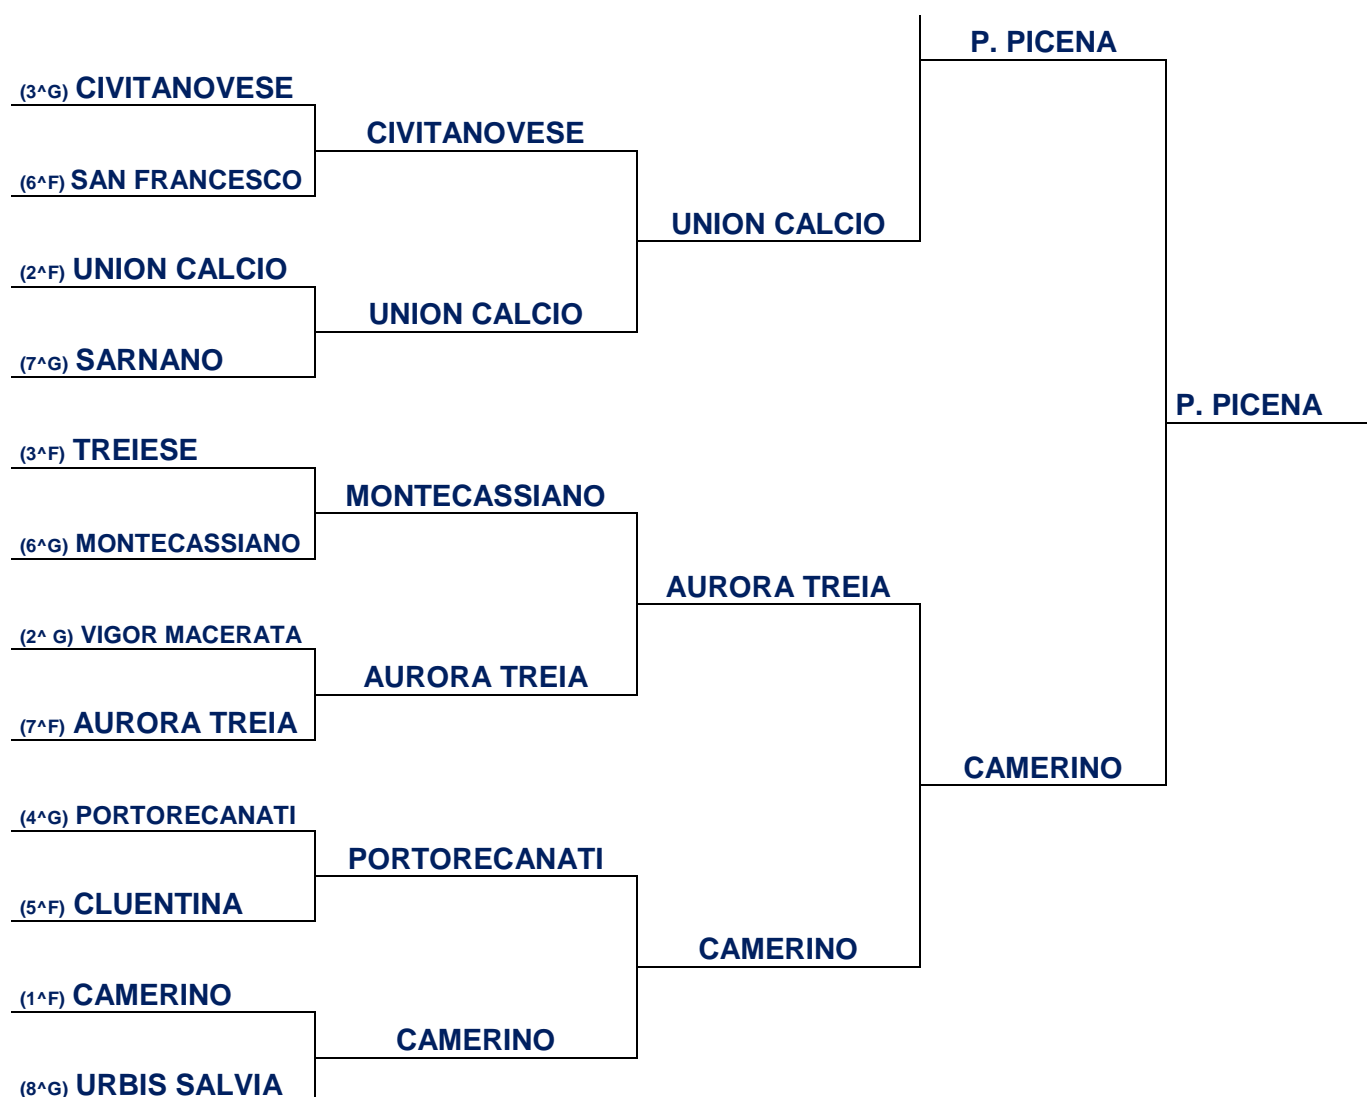 P. PICENA
(3^G) CIVITANOVESE
CIVITANOVESE
(6^F) SAN FRANCESCO
UNION CALCIO
(2^F) UNION CALCIO
UNION CALCIO
(7^G) SARNANO
P. PICENA
(3^F) TREIESE
MONTECASSIANO
(6^G) MONTECASSIANO
AURORA TREIA
(2^ G) VIGOR MACERATA
AURORA TREIA
(7^F) AURORA TREIA
CAMERINO
(4^G) PORTORECANATI
PORTORECANATI
(5^F) CLUENTINA
CAMERINO
(1^F) CAMERINO
CAMERINO
(8^G) URBIS SALVIA